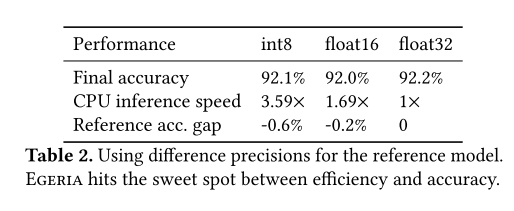 Performance int8 float16 float32
Final accuracy 92.1% 92.0% 92.2%
CPU inference speed 3.59× 1.69× 1×
Reference acc. gap -0.6% -0.2% 0
Table 2. Using difference precisions for the reference model.
EGERIA hits the sweet spot between efficiency and accuracy.